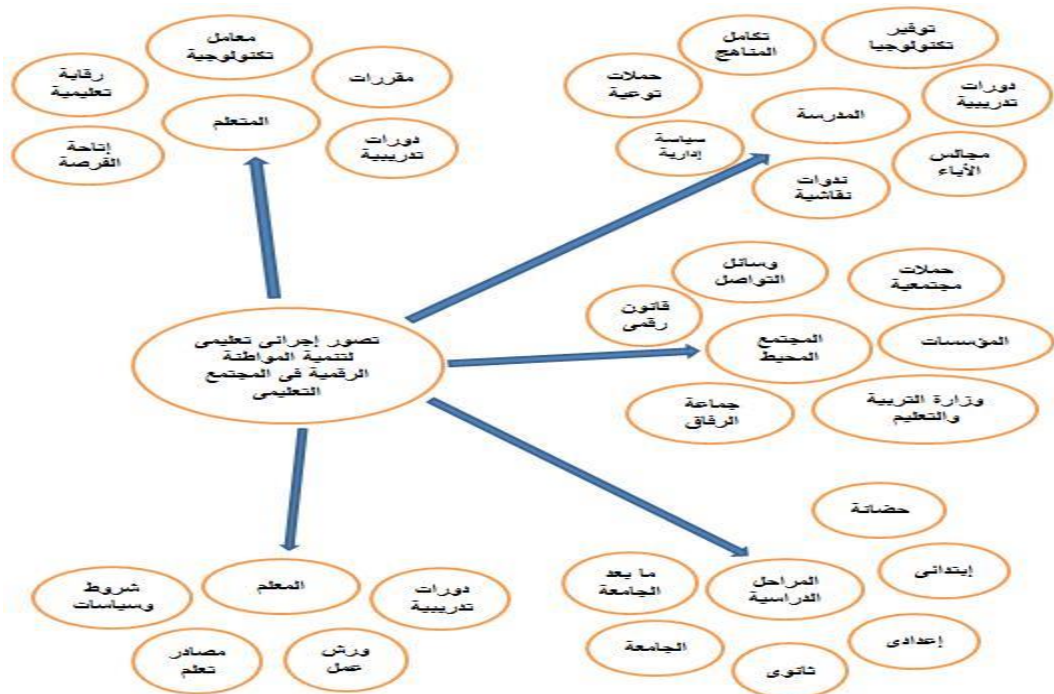 معامل
تكنولوجية
رقابة
تعليمية
مقررات
المتعلم
إتاحة
الفرصة
دورات
تدريبية
توفير
تكنولوجيا
تكامل
المناهج
حملات
توعية
دورات
تدريبية
المدرسة
سياسة
إدارية
مجالس
الأباء
ندوات
نقاشية
وسائل
التواصل
حملات
مجتمعية
قانون
رقمى
المجتمع
المحيط
المؤسسات
جماعة
الرفاق
وزارة التربية
والتعليم
تصور إجرائى تعليمى
لتنمية المواطنة
الرقمية فى المجتمع
التعليمى
حضانة
إبتدائى
ما بعد
الجامعة
المراحل
الدراسية
إعدادى
الجامعة
ثانوى
المعلم
دورات
تدريبية
شروط
وسياسات
ورش
عمل
مصادر
تعلم